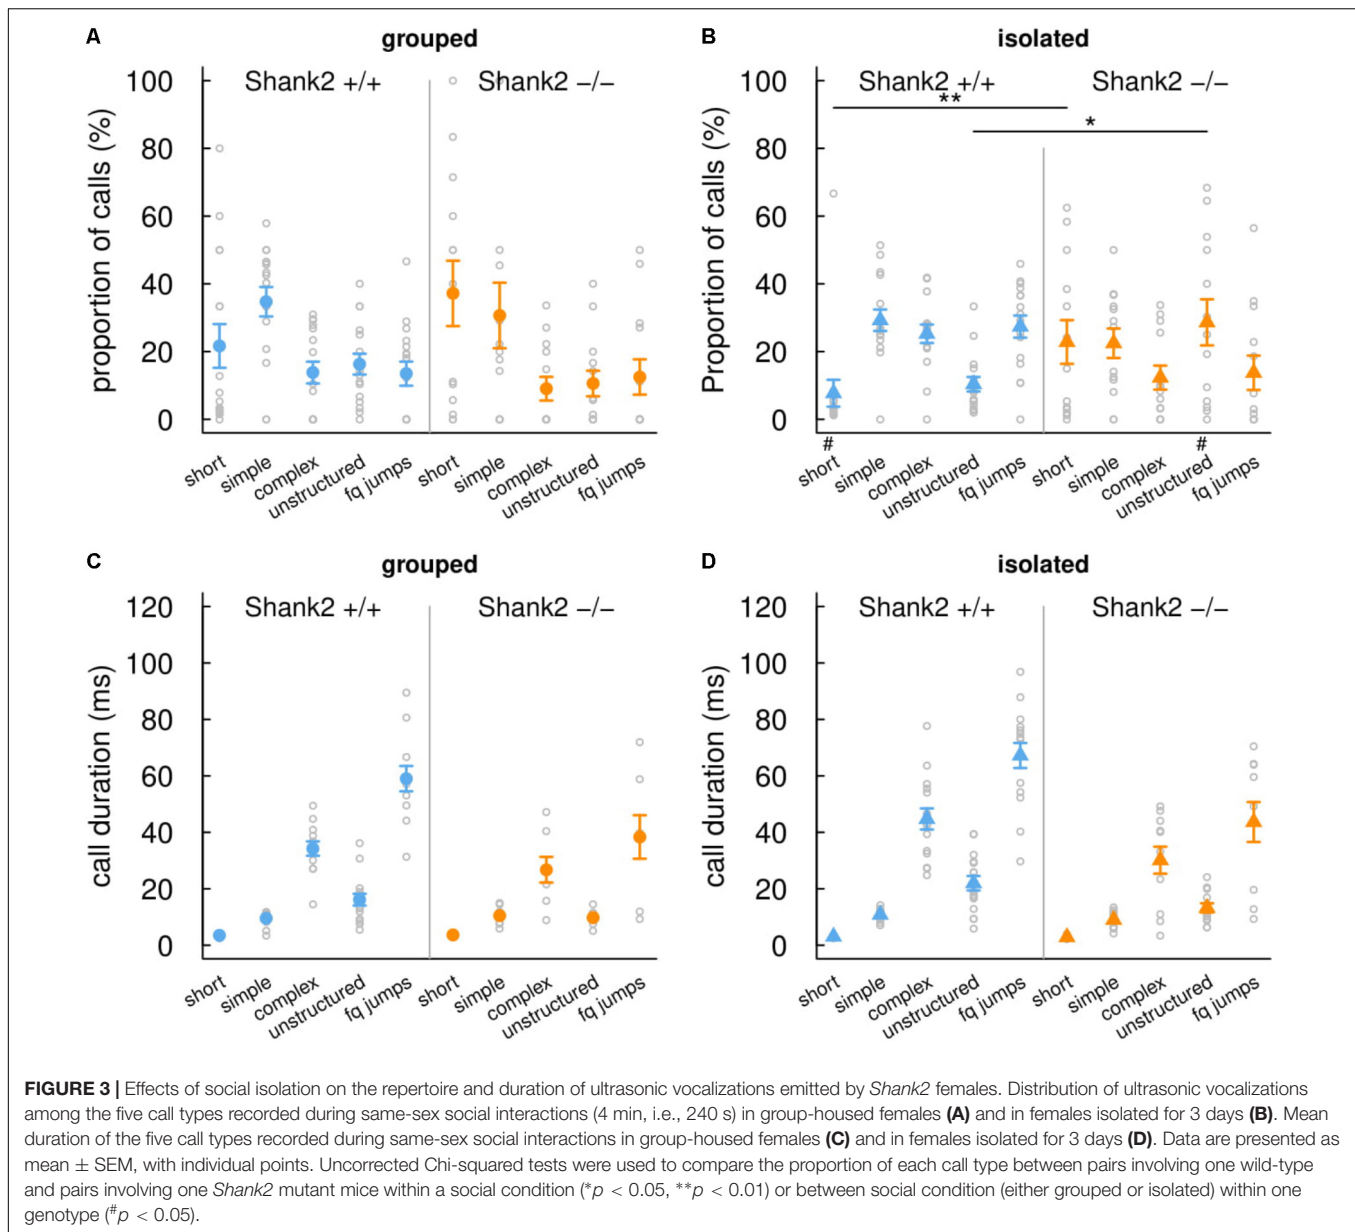 A
grouped
Shank2 +/+
Shank2 −/−
proportion of calls (%)
100
80
60
40
20
0
short
simple
complex
unstructured
fq jumps
short
simple
complex
unstructured
fq jumps
B
isolated
Shank2 +/+
Shank2 −/−
**
*
Proportion of calls (%)
100
80
60
40
20
0
#
#
short
simple
complex
unstructured
fq jumps
short
simple
complex
unstructured
fq jumps
C
grouped
Shank2 +/+
Shank2 −/−
call duration (ms)
120
100
80
60
40
20
0
short
simple
complex
unstructured
fq jumps
short
simple
complex
unstructured
fq jumps
D
isolated
Shank2 +/+
Shank2 −/−
call duration (ms)
120
100
80
60
40
20
0
short
simple
complex
unstructured
fq jumps
short
simple
complex
unstructured
fq jumps
FIGURE 3 | Effects of social isolation on the repertoire and duration of ultrasonic vocalizations emitted by Shank2 females. Distribution of ultrasonic vocalizations
among the five call types recorded during same-sex social interactions (4 min, i.e., 240 s) in group-housed females (A) and in females isolated for 3 days (B). Mean
duration of the five call types recorded during same-sex social interactions in group-housed females (C) and in females isolated for 3 days (D). Data are presented as
mean ± SEM, with individual points. Uncorrected Chi-squared tests were used to compare the proportion of each call type between pairs involving one wild-type
and pairs involving one Shank2 mutant mice within a social condition (*p < 0.05, **p < 0.01) or between social condition (either grouped or isolated) within one
genotype (#p < 0.05).